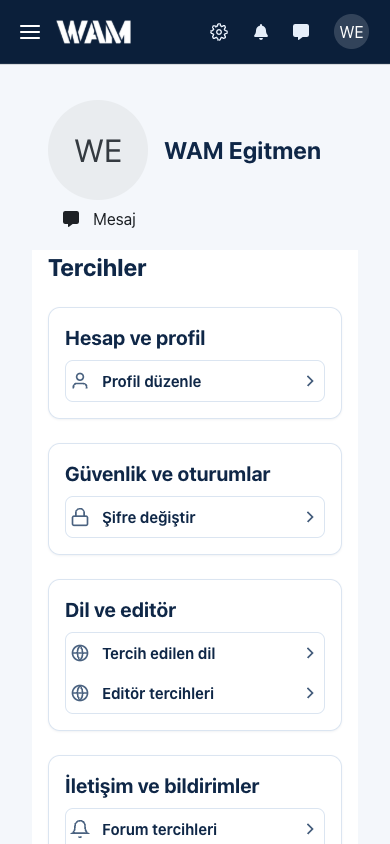 WAM
WE
WE
WAM Egitmen
Mesaj
Tercihler
Hesap ve profil
Profil düzenle
Güvenlik ve oturumlar
Şifre değiştir
Dil ve editör
Tercih edilen dil
Editör tercihleri
İletişim ve bildirimler
Forum tercihleri